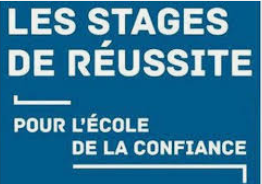 LES STAGES
DE RÉUSSITE
POUR L'ÉCOLE
DE LA CONFIANCE